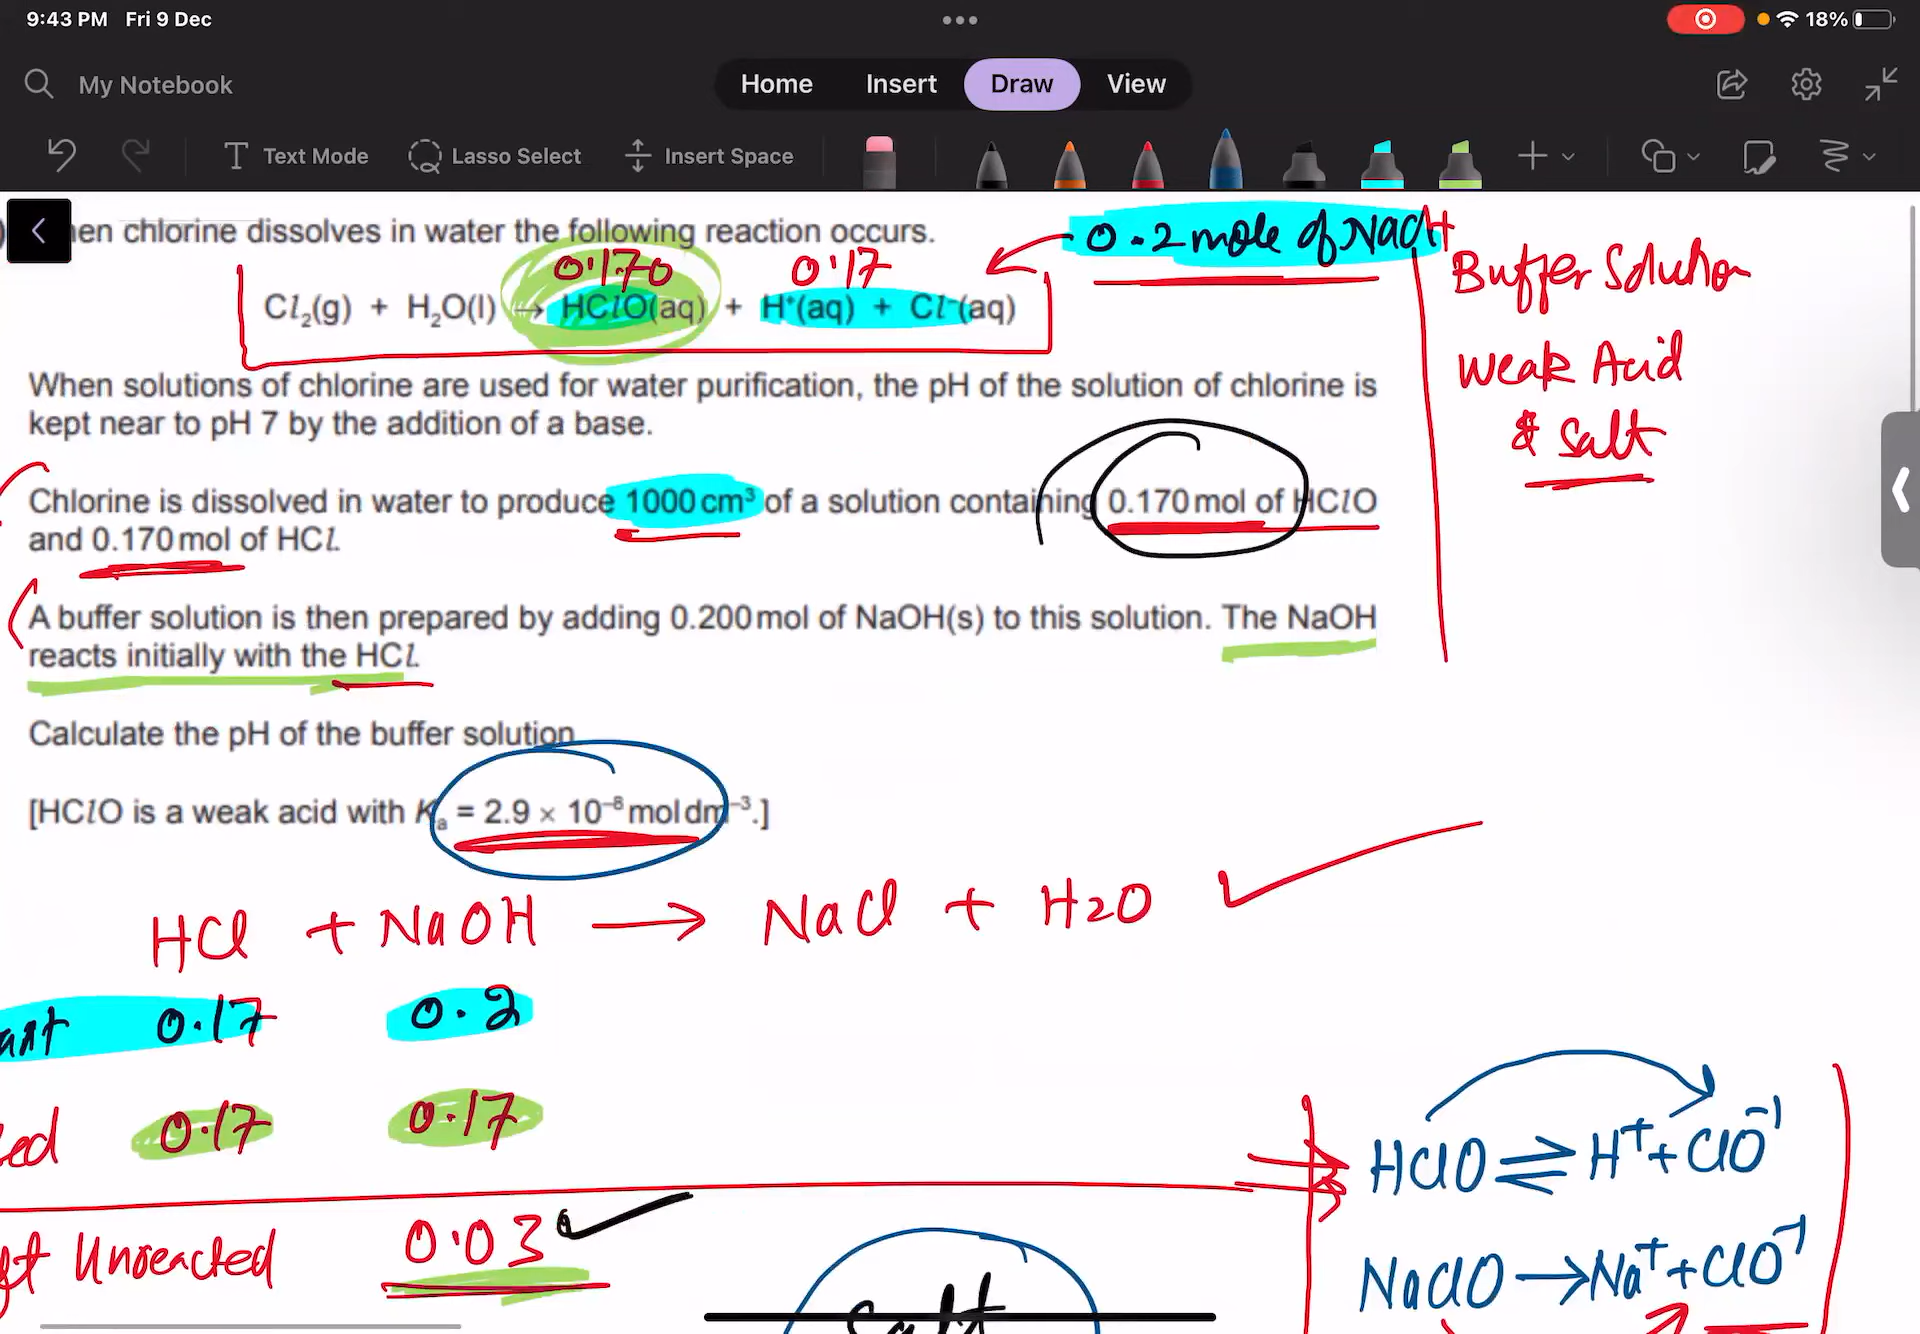 9:43 PM Fri 9 Dec
18%
My Notebook
Home Insert Draw View
Text Mode Lasso Select Insert Space
hen chlorine dissolves in water the following reaction occurs.
0.2 mole of NaOH
0.170 0.17
Cl₂(g) + H₂O(l) → HClO(aq) + H⁺(aq) + Cl⁻(aq)
Buffer Solution
Weak Acid
& Salt
When solutions of chlorine are used for water purification, the pH of the solution of chlorine is
kept near to pH 7 by the addition of a base.
Chlorine is dissolved in water to produce 1000 cm³ of a solution containing 0.170 mol of HClO
and 0.170 mol of HCl.
A buffer solution is then prepared by adding 0.200 mol of NaOH(s) to this solution. The NaOH
reacts initially with the HCl.
Calculate the pH of the buffer solution
[HClO is a weak acid with Kₐ = 2.9 × 10⁻⁸ mol dm⁻³.]
HCl + NaOH → NaCl + H2O
ant 0.17 0.2
ed 0.17 0.17
HClO ⇌ H⁺ + ClO⁻¹
ft Unreacted 0.03
NaClO → Na⁺ + ClO⁻¹
Salt